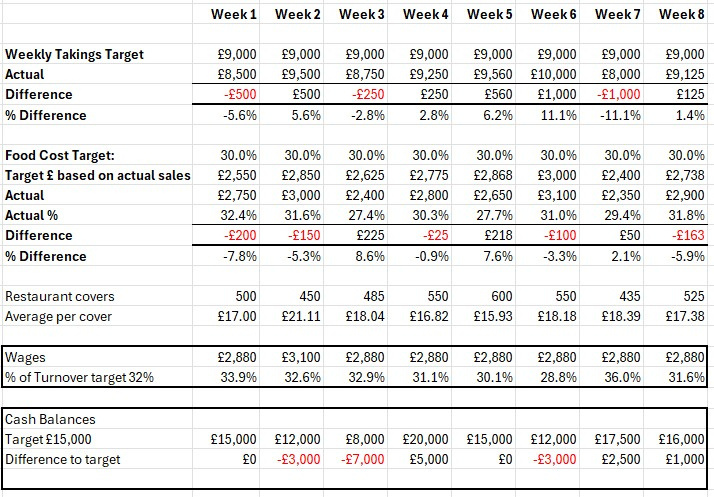 Week 1 Week 2 Week 3 Week 4 Week 5 Week 6 Week 7 Week 8
Weekly Takings Target £9,000 £9,000 £9,000 £9,000 £9,000 £9,000 £9,000 £9,000
Actual £8,500 £9,500 £8,750 £9,250 £9,560 £10,000 £8,000 £9,125
Difference -£500 £500 -£250 £250 £560 £1,000 -£1,000 £125
% Difference -5.6% 5.6% -2.8% 2.8% 6.2% 11.1% -11.1% 1.4%
Food Cost Target: 30.0% 30.0% 30.0% 30.0% 30.0% 30.0% 30.0% 30.0%
Target £ based on actual sales £2,550 £2,850 £2,625 £2,775 £2,868 £3,000 £2,400 £2,738
Actual £2,750 £3,000 £2,400 £2,800 £2,650 £3,100 £2,350 £2,900
Actual % 32.4% 31.6% 27.4% 30.3% 27.7% 31.0% 29.4% 31.8%
Difference -£200 -£150 £225 -£25 £218 -£100 £50 -£163
% Difference -7.8% -5.3% 8.6% -0.9% 7.6% -3.3% 2.1% -5.9%
Restaurant covers 500 450 485 550 600 550 435 525
Average per cover £17.00 £21.11 £18.04 £16.82 £15.93 £18.18 £18.39 £17.38
Wages £2,880 £3,100 £2,880 £2,880 £2,880 £2,880 £2,880 £2,880
% of Turnover target 32% 33.9% 32.6% 32.9% 31.1% 30.1% 28.8% 36.0% 31.6%
Cash Balances
Target £15,000 £15,000 £12,000 £8,000 £20,000 £15,000 £12,000 £17,500 £16,000
Difference to target £0 -£3,000 -£7,000 £5,000 £0 -£3,000 £2,500 £1,000